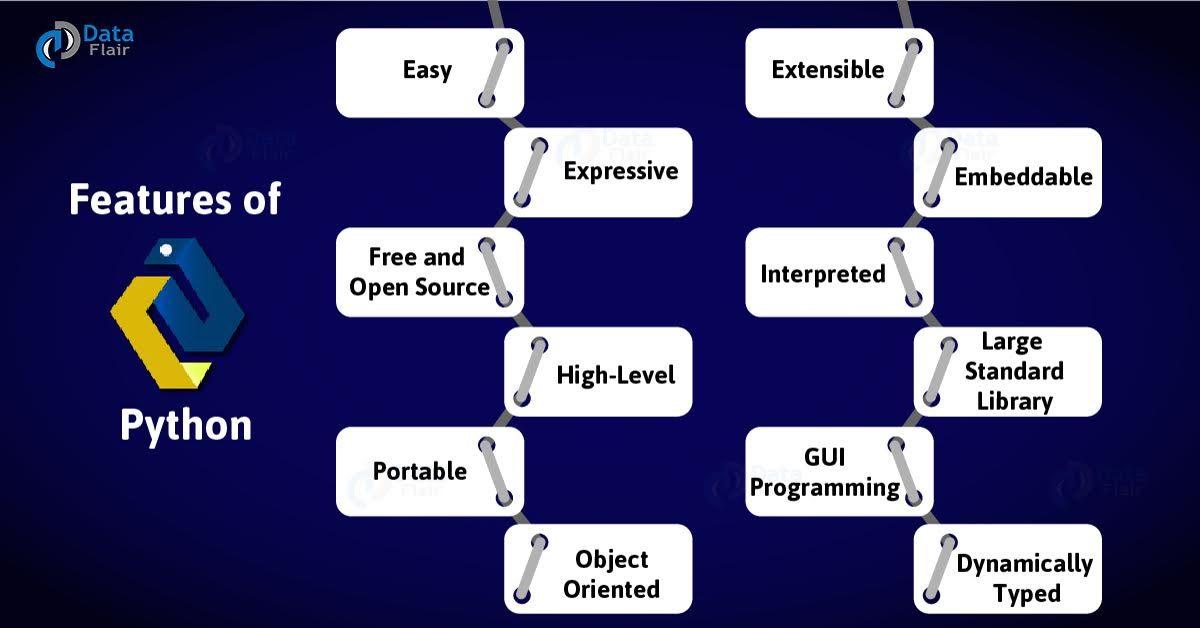 Data
Flair
Features of
Python
Easy
Expressive
Free and
Open Source
High-Level
Portable
Object
Oriented
Extensible
Embeddable
Interpreted
Large
Standard
Library
GUI
Programming
Dynamically
Typed